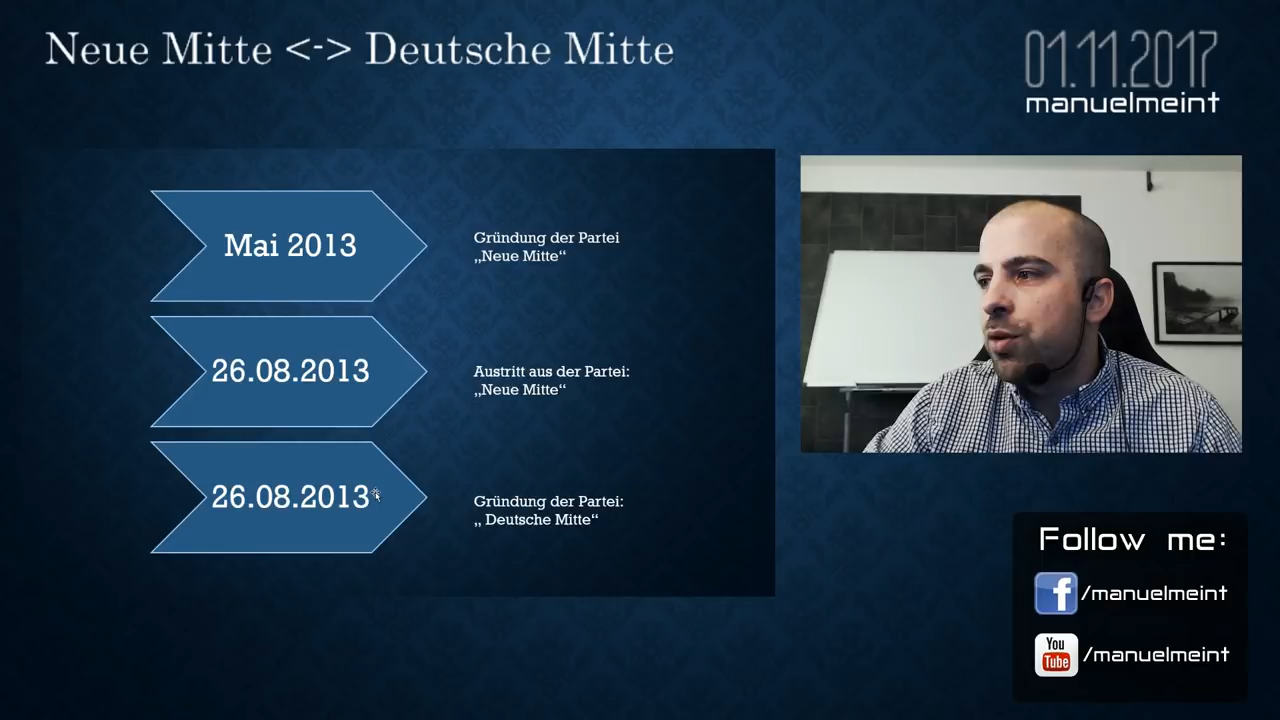 Neue Mitte <-> Deutsche Mitte
01.11.2017
manuelmeint
Mai 2013
Gründung der Partei
„Neue Mitte“
26.08.2013
Austritt aus der Partei:
„Neue Mitte“
26.08.2013
Gründung der Partei:
„ Deutsche Mitte“
Follow me:
f /manuelmeint
You
Tube /manuelmeint